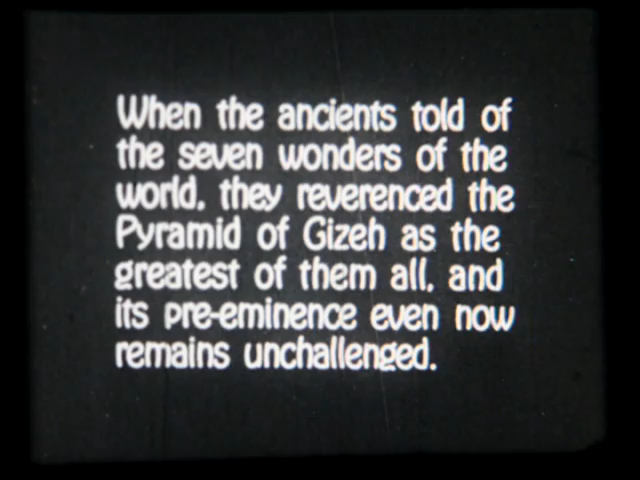 When the ancients told of
the seven wonders of the
world, they reverenced the
Pyramid of Gizeh as the
greatest of them all, and
its pre-eminence even now
remains unchallenged.